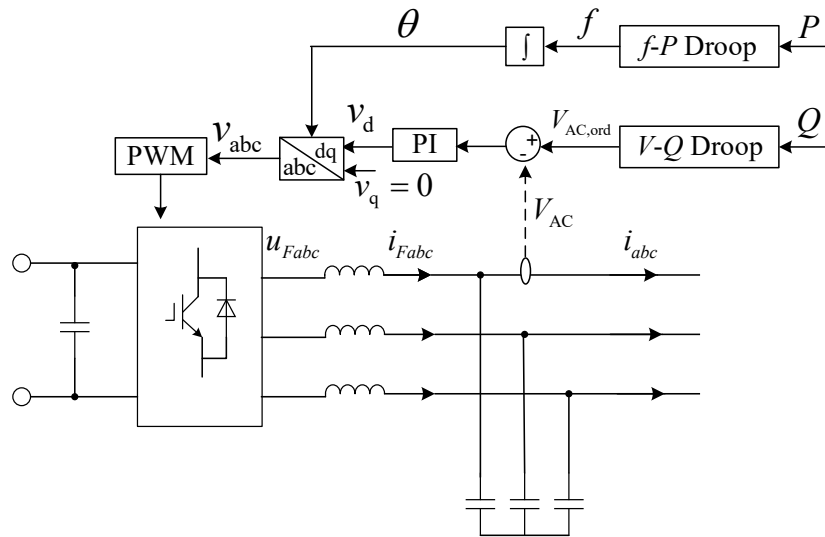 θ
∫
f
f-P Droop
P
v_abc
v_d
V_AC,ord
Q
PWM
abc
dq
PI
+
-
V-Q Droop
v_q = 0
V_AC
u_Fabc
i_Fabc
i_abc